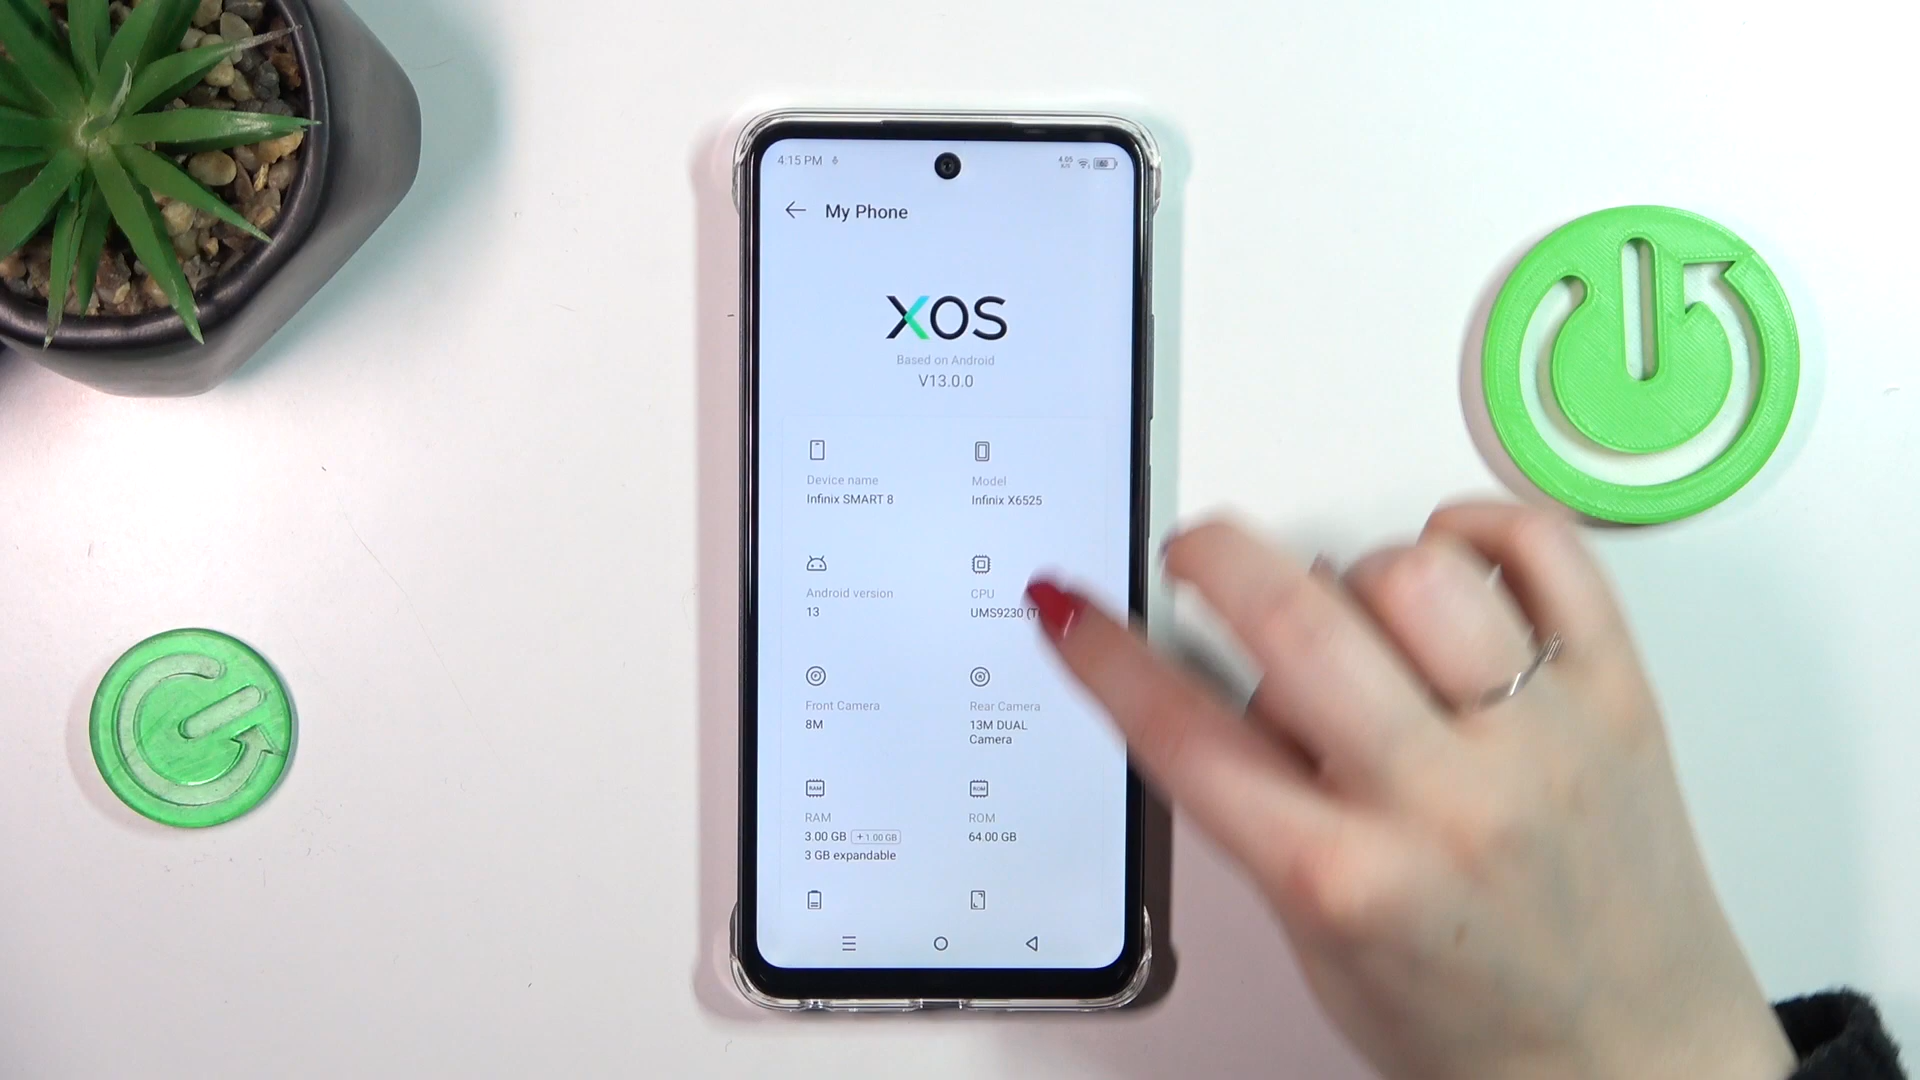 4:15 PM
4.05
My Phone
XOS
Based on Android
V13.0.0
Device name
Infinix SMART 8
Model
Infinix X6525
Android version
13
CPU
UMS9230
Front Camera
8M
Rear Camera
13M DUAL
Camera
RAM
3.00 GB +1.00 GB
3 GB expandable
ROM
64.00 GB